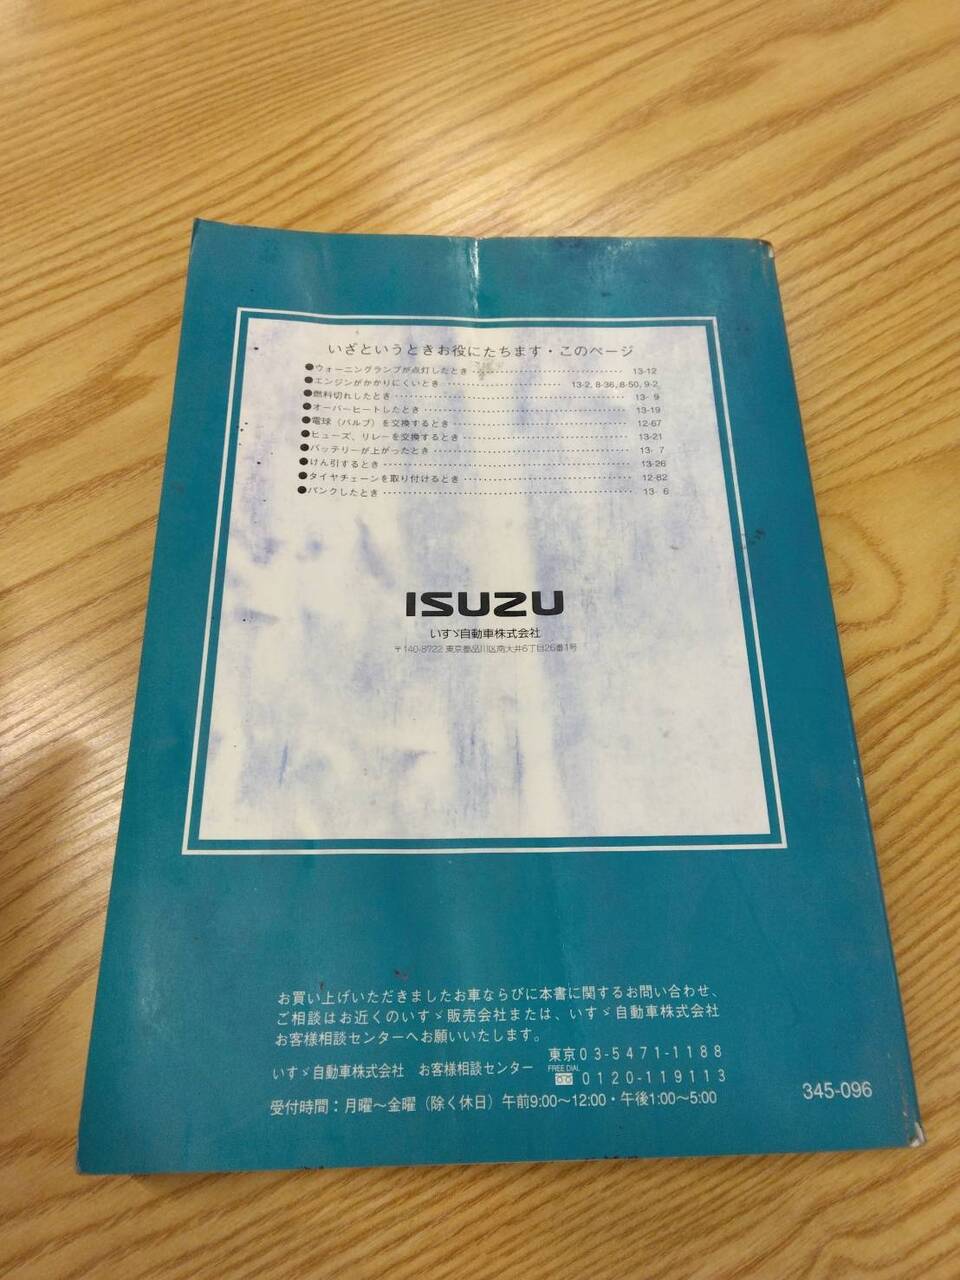 いざというときお役にたちます・このページ
●ウォーニングランプが点灯したとき 13-12
●エンジンがかかりにくいとき 13-2, 8-36, 8-50, 9-2
●燃料切れしたとき 13- 9
●オーバーヒートしたとき 13-19
●電球（バルブ）を交換するとき 12-67
●ヒューズ、リレーを交換するとき 13-21
●バッテリーが上がったとき 13- 7
●けん引するとき 13-26
●タイヤチェーンを取り付けるとき 12-82
●パンクしたとき 13- 6
ISUZU
いすゞ自動車株式会社
〒140-8722 東京都品川区南大井6丁目26番1号
お買い上げいただきましたお車ならびに本書に関するお問い合わせ、
ご相談はお近くのいすゞ販売会社または、いすゞ自動車株式会社
お客様相談センターへお願いいたします。
いすゞ自動車株式会社 お客様相談センター 東京03-5471-1188
FREE DIAL 0120-119113
受付時間：月曜〜金曜（除く休日）午前9:00〜12:00・午後1:00〜5:00
345-096